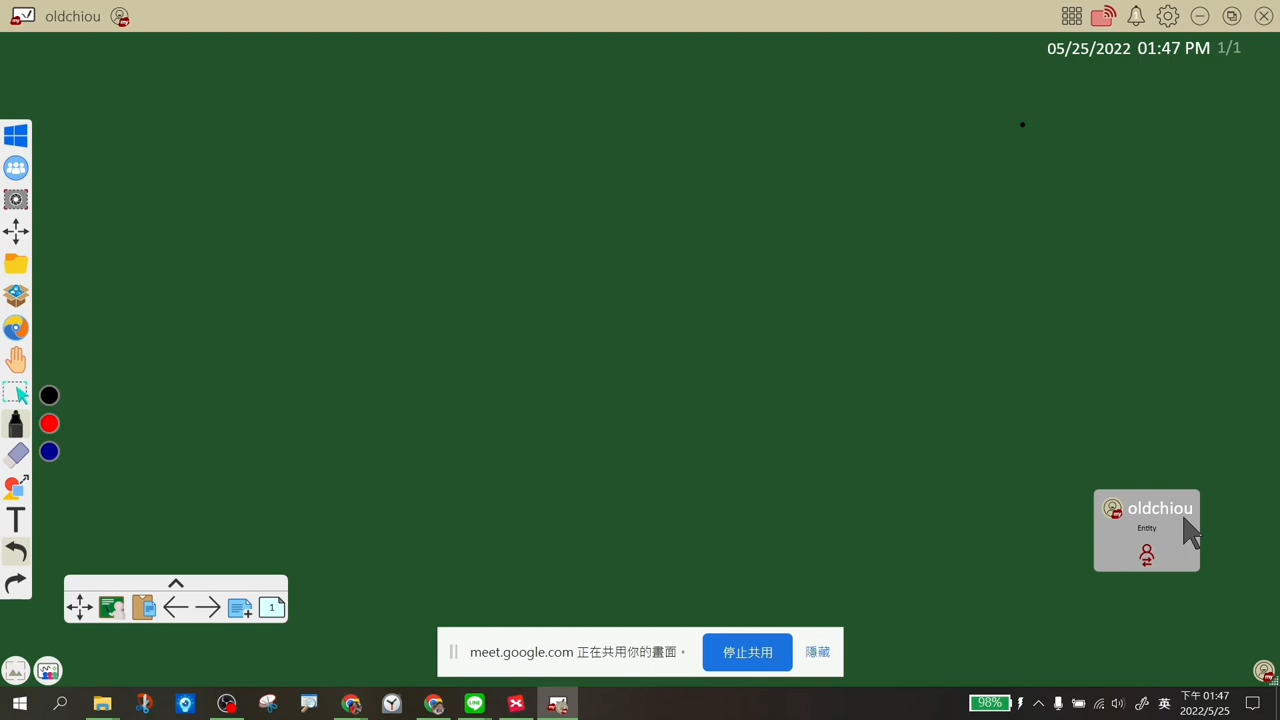 oldchiou
05/25/2022 01:47 PM 1/1
oldchiou
Entity
T
1
meet.google.com 正在共用你的畫面。
停止共用
隱藏
98%
英
下午 01:47
2022/5/25